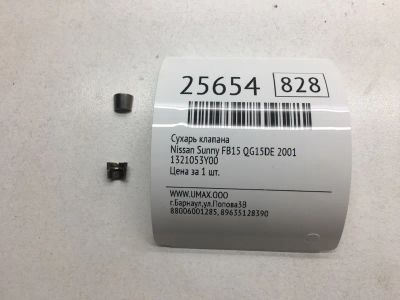 25654 828
Сухарь клапана
Nissan Sunny FB15 QG15DE 2001
1321053Y00
Цена за 1 шт.
WWW.UMAX.OOO
г.Барнаул,ул.Попова3В
88006001285, 89635128390